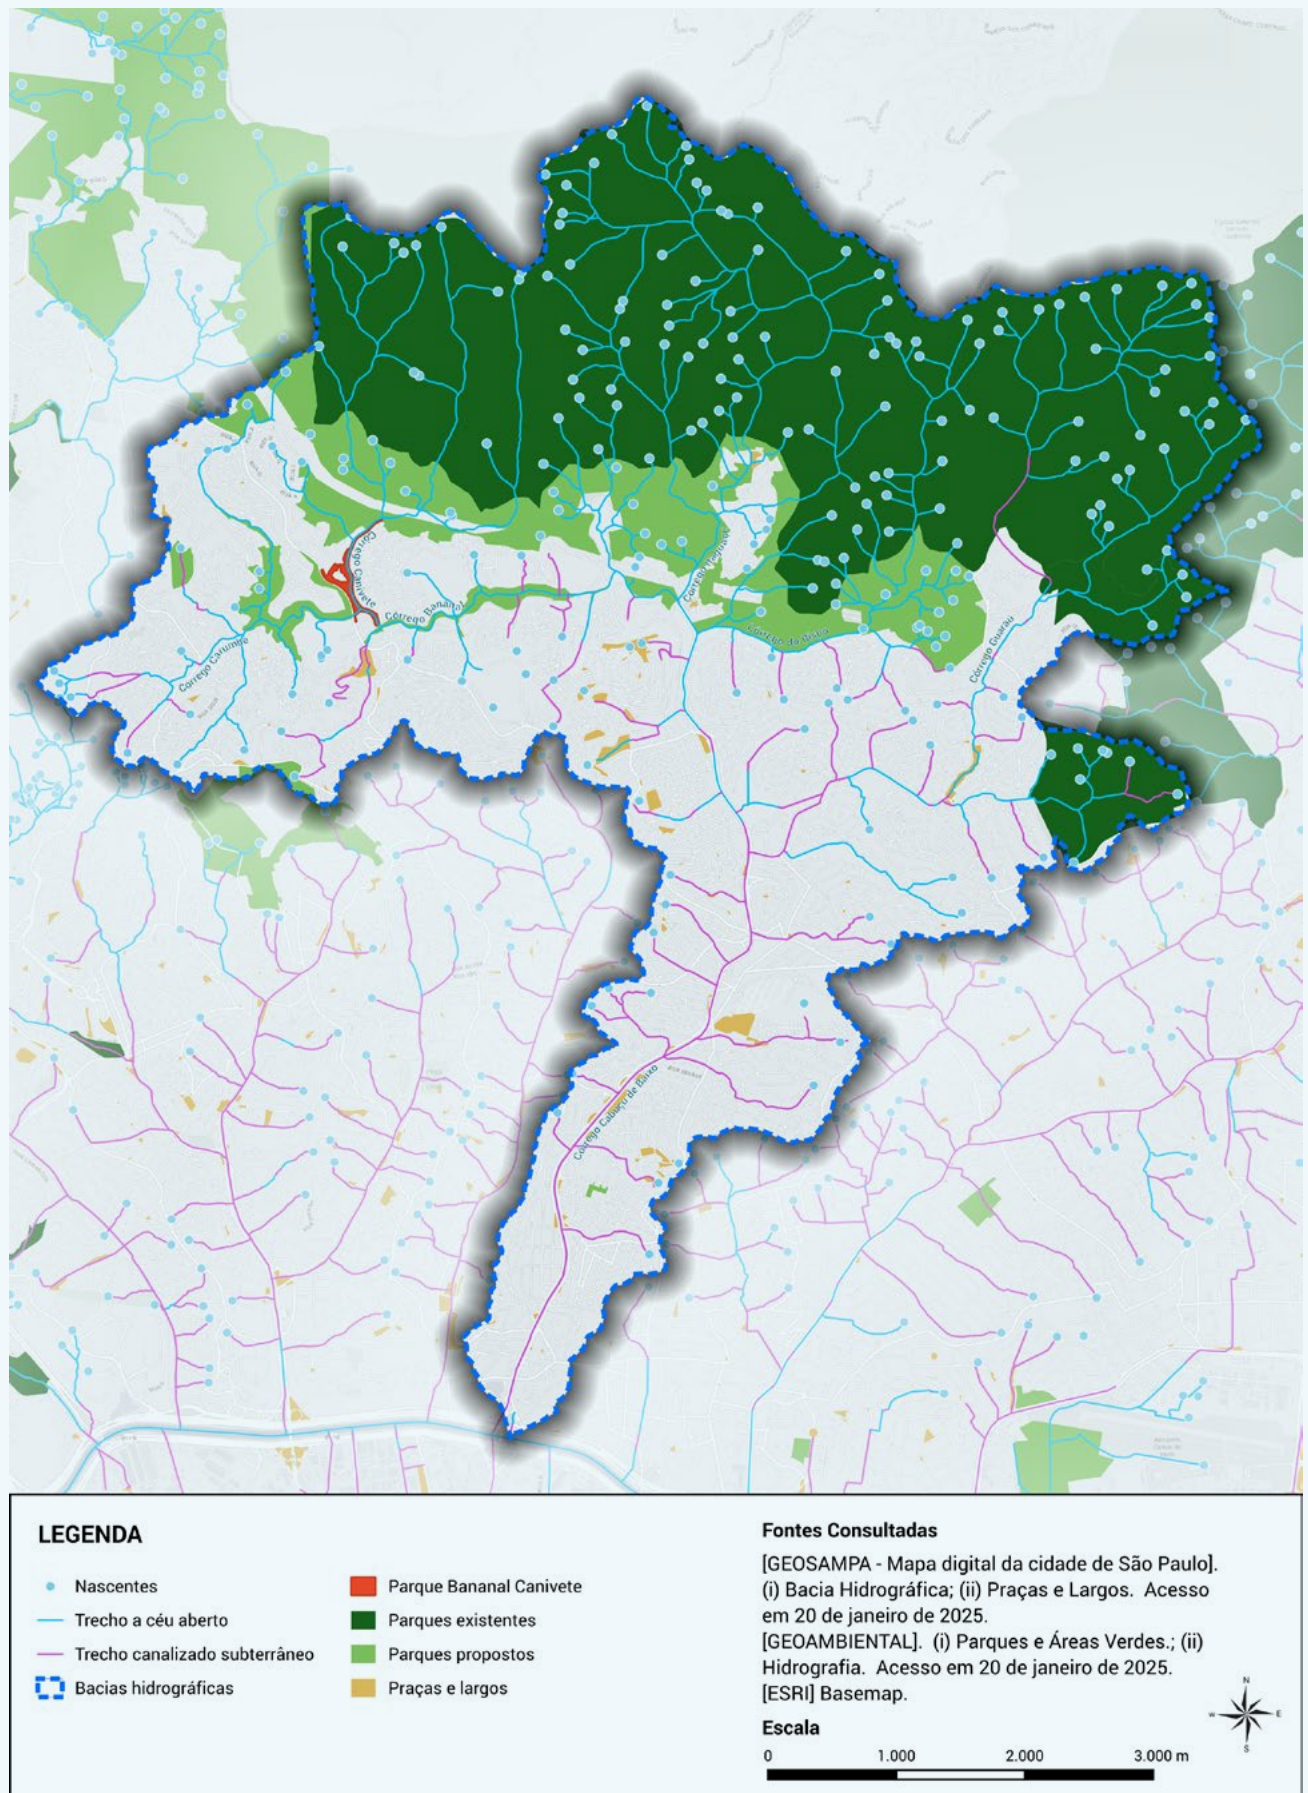 Córrego Canivete
Córrego Bananal
Córrego Carumbé
Córrego do Bispo
Córrego Guaraú
Córrego Cabuçu de Baixo
LEGENDA
Nascentes
Trecho a céu aberto
Trecho canalizado subterrâneo
Bacias hidrográficas
Parque Bananal Canivete
Parques existentes
Parques propostos
Praças e largos
Fontes Consultadas
[GEOSAMPA - Mapa digital da cidade de São Paulo].
(i) Bacia Hidrográfica; (ii) Praças e Largos. Acesso
em 20 de janeiro de 2025.
[GEOAMBIENTAL]. (i) Parques e Áreas Verdes.; (ii)
Hidrografia. Acesso em 20 de janeiro de 2025.
[ESRI] Basemap.
Escala
0 1.000 2.000 3.000 m
N
W E
S